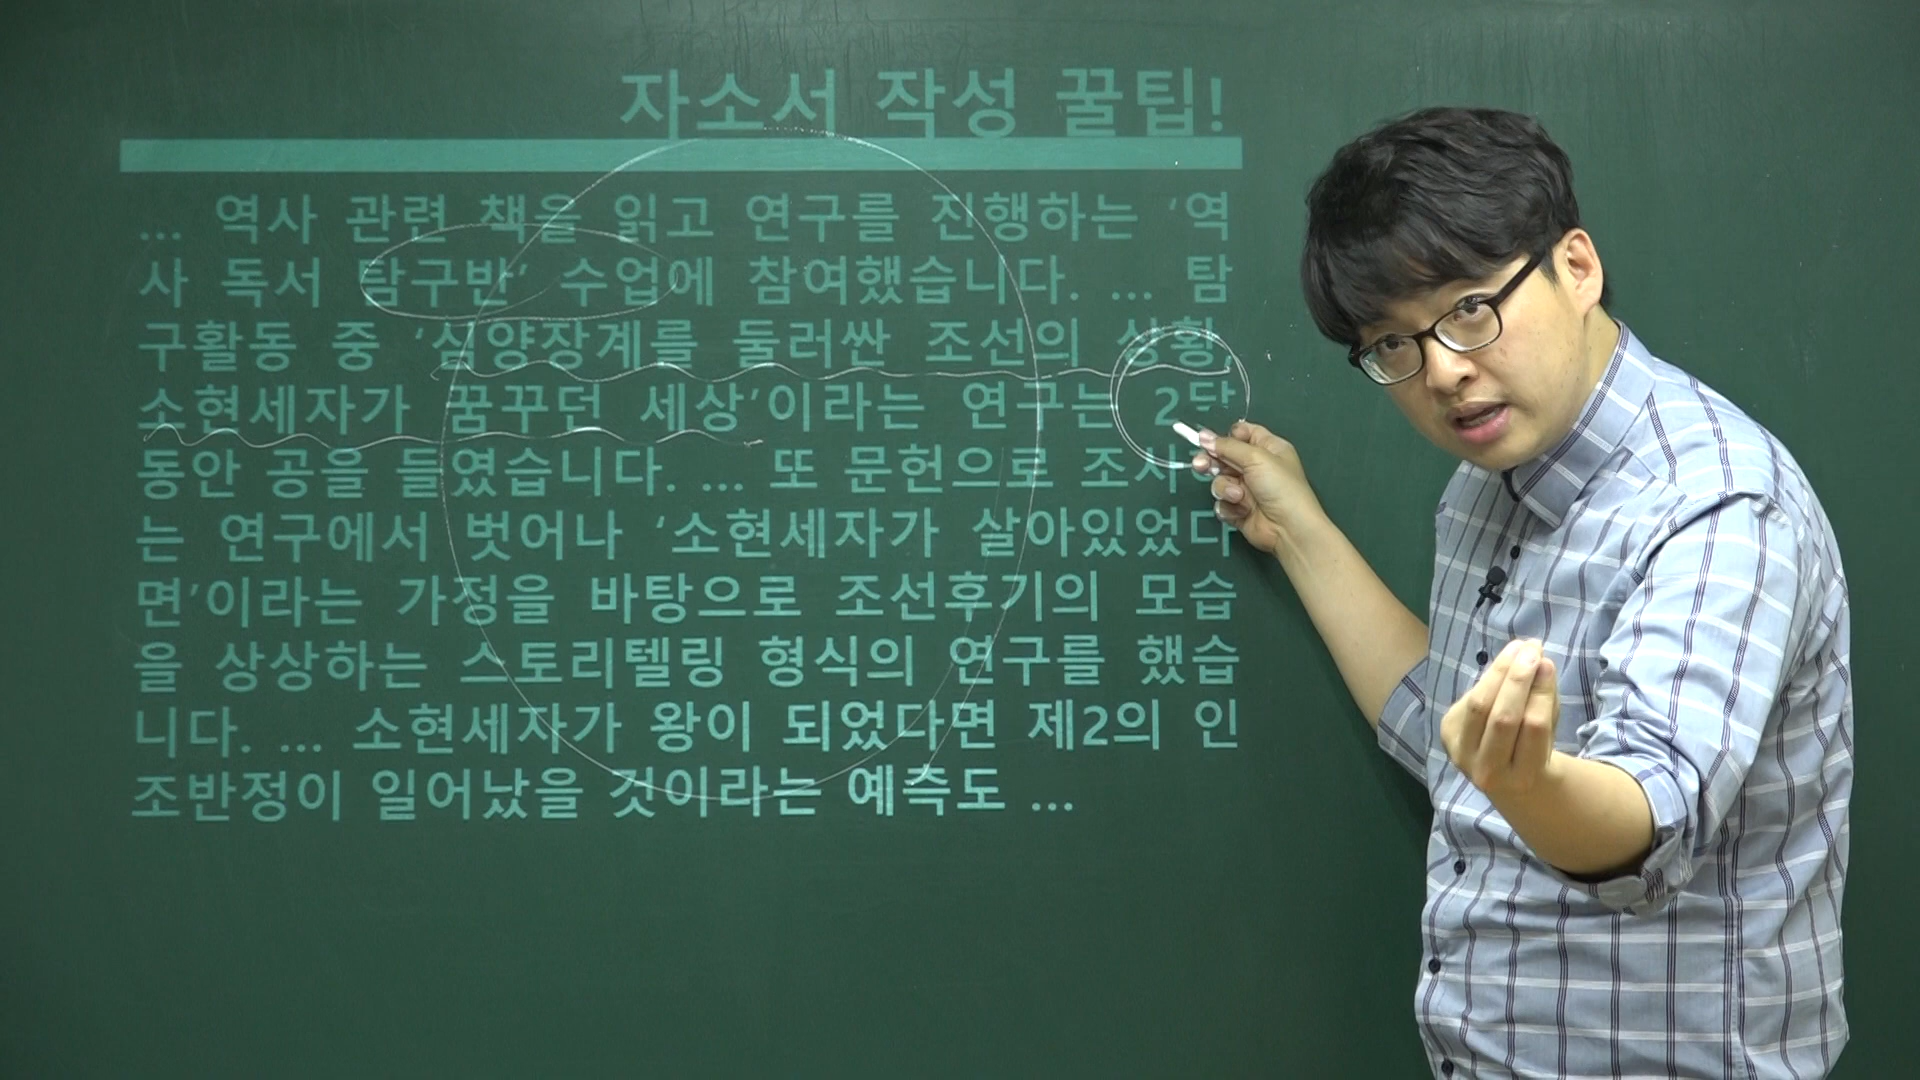 자소서 작성 꿀팁!
... 역사 관련 책을 읽고 연구를 진행하는 ‘역
사 독서 탐구반’ 수업에 참여했습니다. ... 탐
구활동 중 ‘심양장계를 둘러싼 조선의 상황,
소현세자가 꿈꾸던 세상’이라는 연구는 2달
동안 공을 들였습니다. ... 또 문헌으로
는 연구에서 벗어나 ‘소현세자가 살아있었다
면’이라는 가정을 바탕으로 조선후기의 모습
을 상상하는 스토리텔링 형식의 연구를 했습
니다. ... 소현세자가 왕이 되었다면 제2의 인
조반정이 일어났을 것이라는 예측도 ...